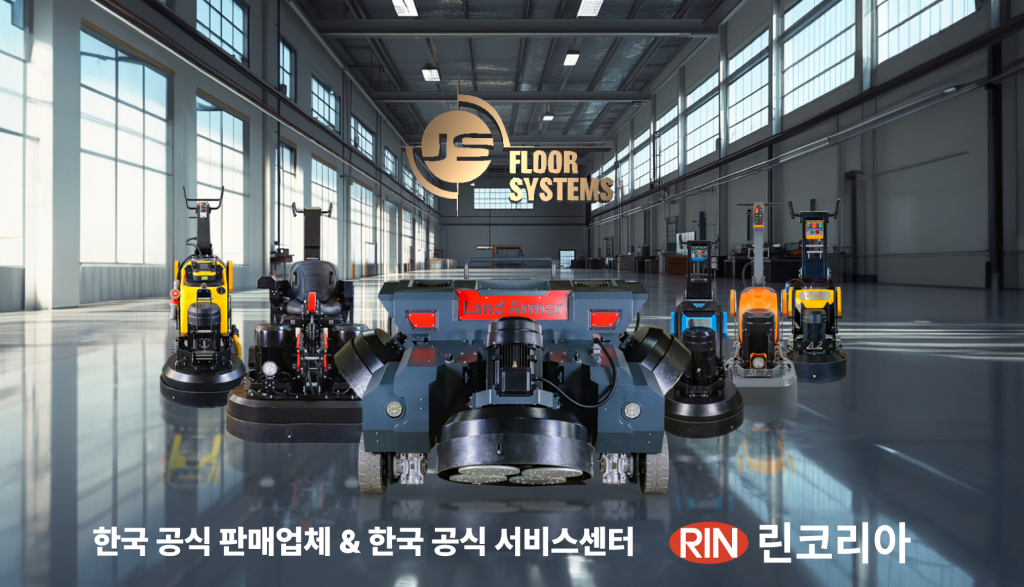 JS
FLOOR
SYSTEMS
Land Armor
한국 공식 판매업체 & 한국 공식 서비스센터
RIN 린코리아